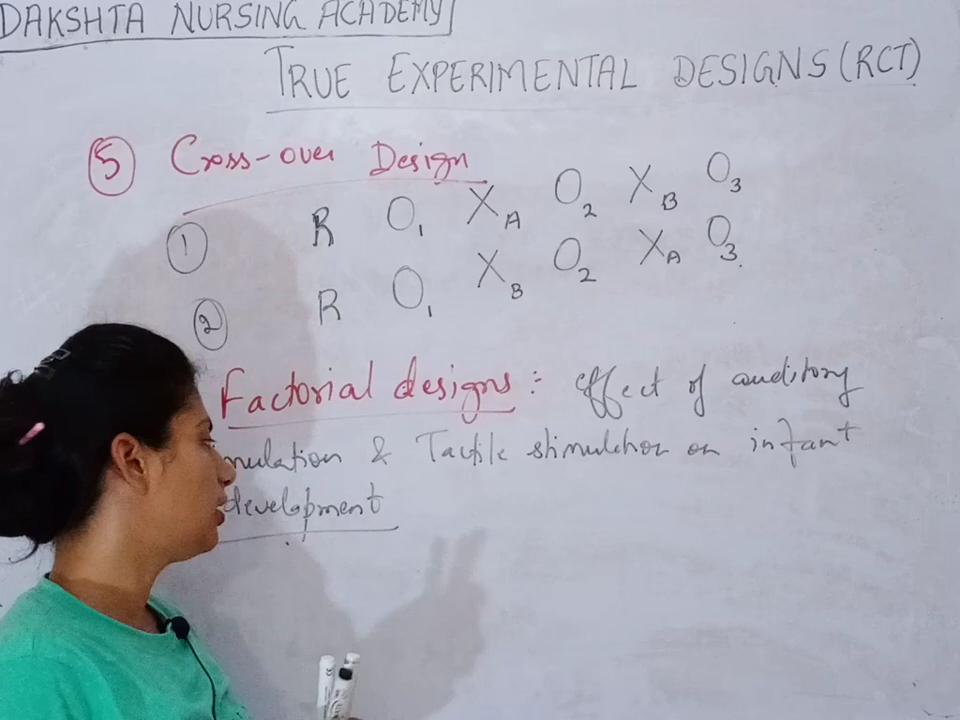 DAKSHTA NURSING ACADEMY
TRUE EXPERIMENTAL DESIGNS (RCT)
5 Cross-over Design
1 R O1 XA O2 XB O3
2 R O1 XB O2 XA O3
Factorial designs : effect of auditory
mulation & Tactile stimulation on infant
development